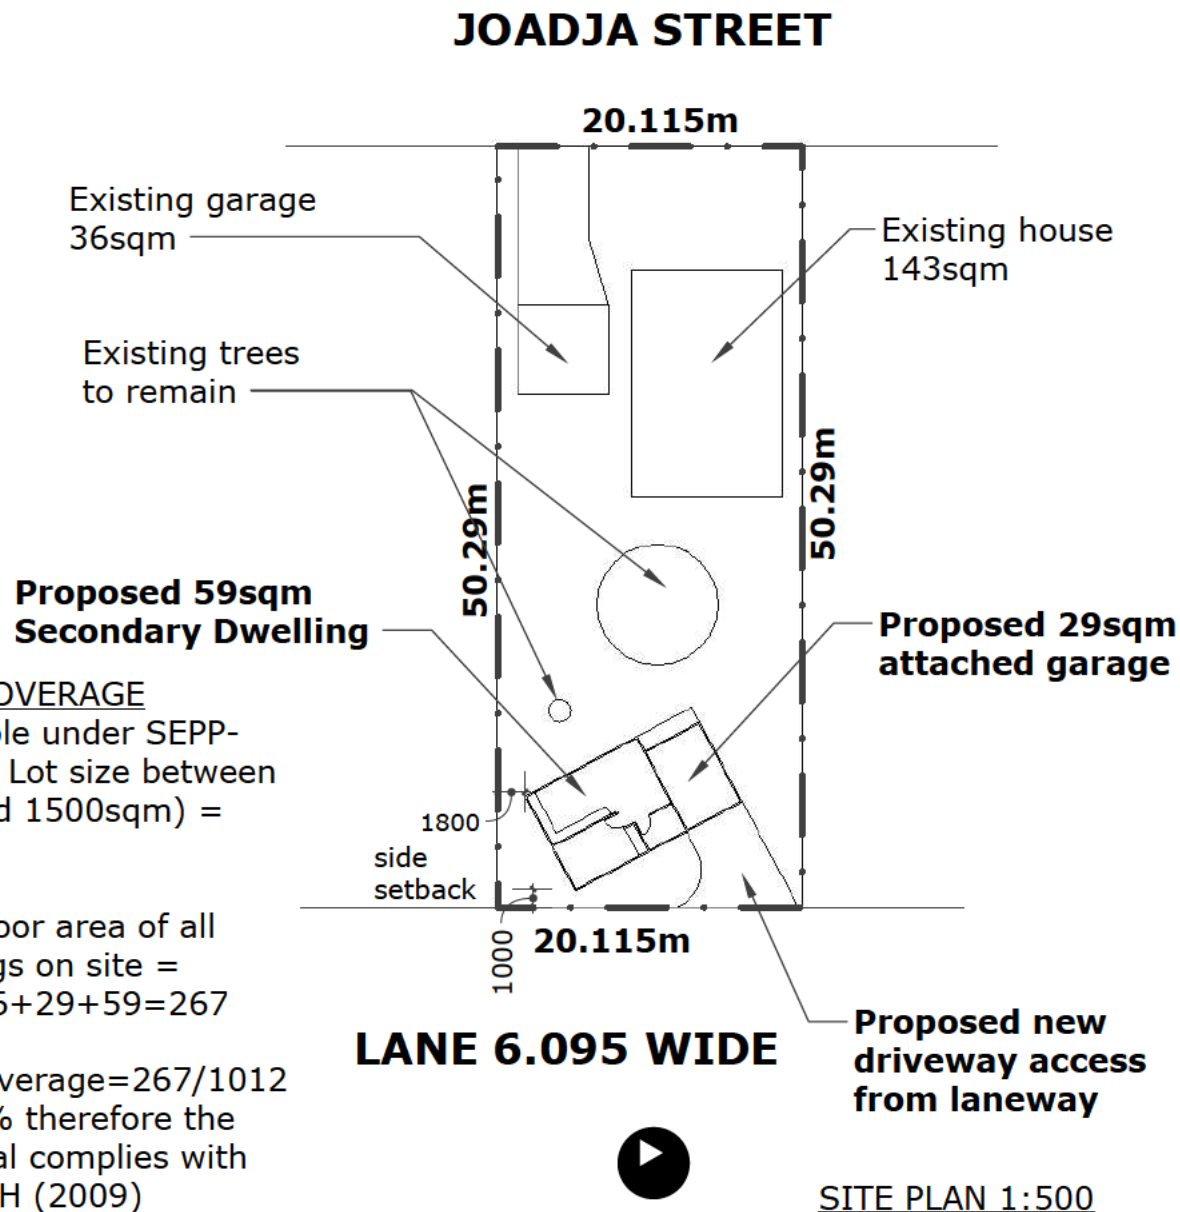 JOADJA STREET
20.115m
Existing garage
36sqm
Existing house
143sqm
Existing trees
to remain
50.29m
50.29m
Proposed 59sqm
Secondary Dwelling
Proposed 29sqm
attached garage
OVERAGE
ole under SEPP-
Lot size between
d 1500sqm) =
1800
side
setback
oor area of all
gs on site =
6+29+59=267
1000
20.115m
LANE 6.095 WIDE
verage=267/1012
% therefore the
al complies with
H (2009)
Proposed new
driveway access
from laneway
SITE PLAN 1:500